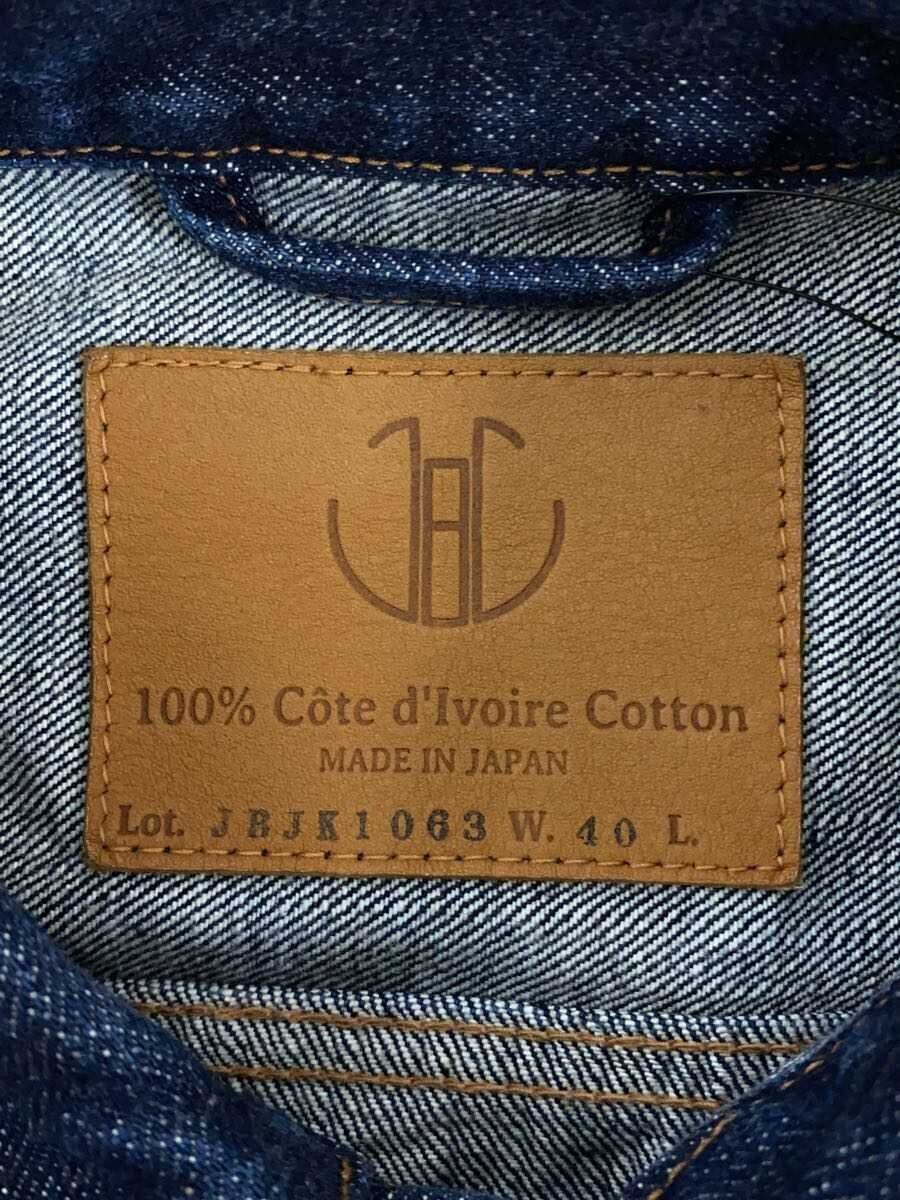 100% Côte d'Ivoire Cotton
MADE IN JAPAN
Lot. JBJK1063 W. 40 L.